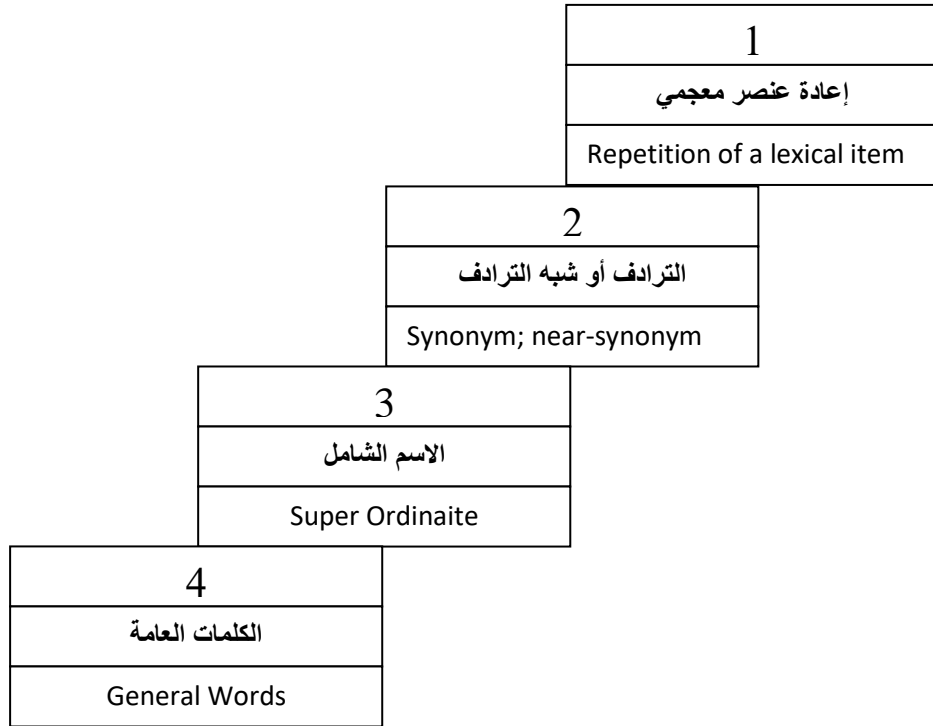 1
إعادة عنصر معجمي
Repetition of a lexical item
2
الترادف أو شبه الترادف
Synonym; near-synonym
3
الاسم الشامل
Super Ordinaite
4
الكلمات العامة
General Words